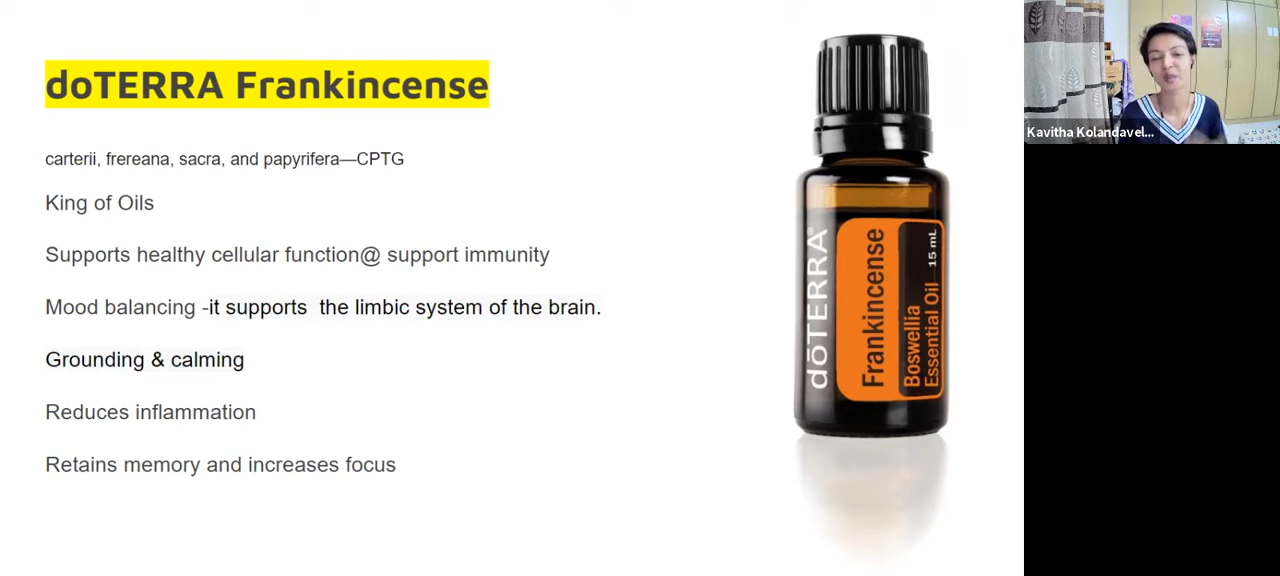 doTERRA Frankincense
carterii, frereana, sacra, and papyrifera—CPTG
King of Oils
Supports healthy cellular function@ support immunity
Mood balancing -it supports  the limbic system of the brain.
Grounding & calming
Reduces inflammation
Retains memory and increases focus
dōTERRA®
Frankincense
Boswellia
Essential Oil 15 mL
Kavitha Kolandavel...